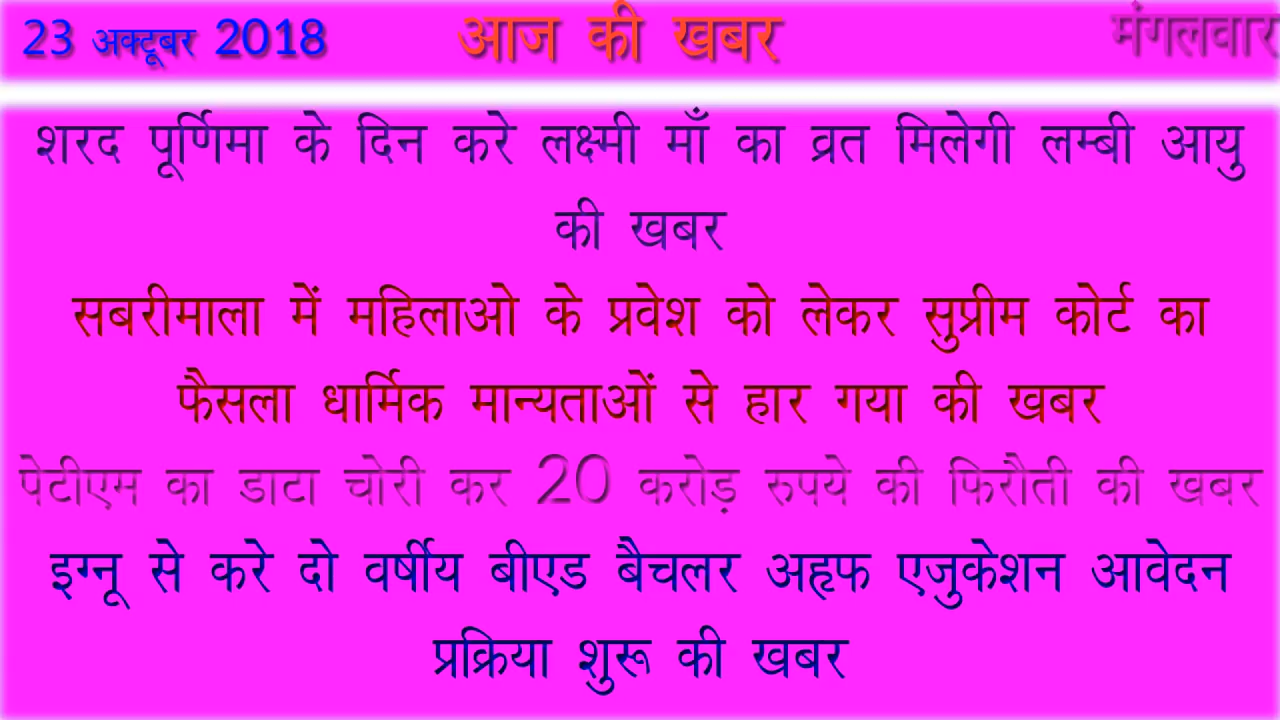 23 अक्टूबर 2018 आज की खबर मंगलवार
शरद पूर्णिमा के दिन करे लक्ष्मी माँ का व्रत मिलेगी लम्बी आयु
की खबर
सबरीमाला में महिलाओ के प्रवेश को लेकर सुप्रीम कोर्ट का
फैसला धार्मिक मान्यताओं से हार गया की खबर
पेटीएम का डाटा चोरी कर 20 करोड़ रुपये की फिरौती की खबर
इग्नू से करे दो वर्षीय बीएड बैचलर अहृफ एजुकेशन आवेदन
प्रक्रिया शुरू की खबर